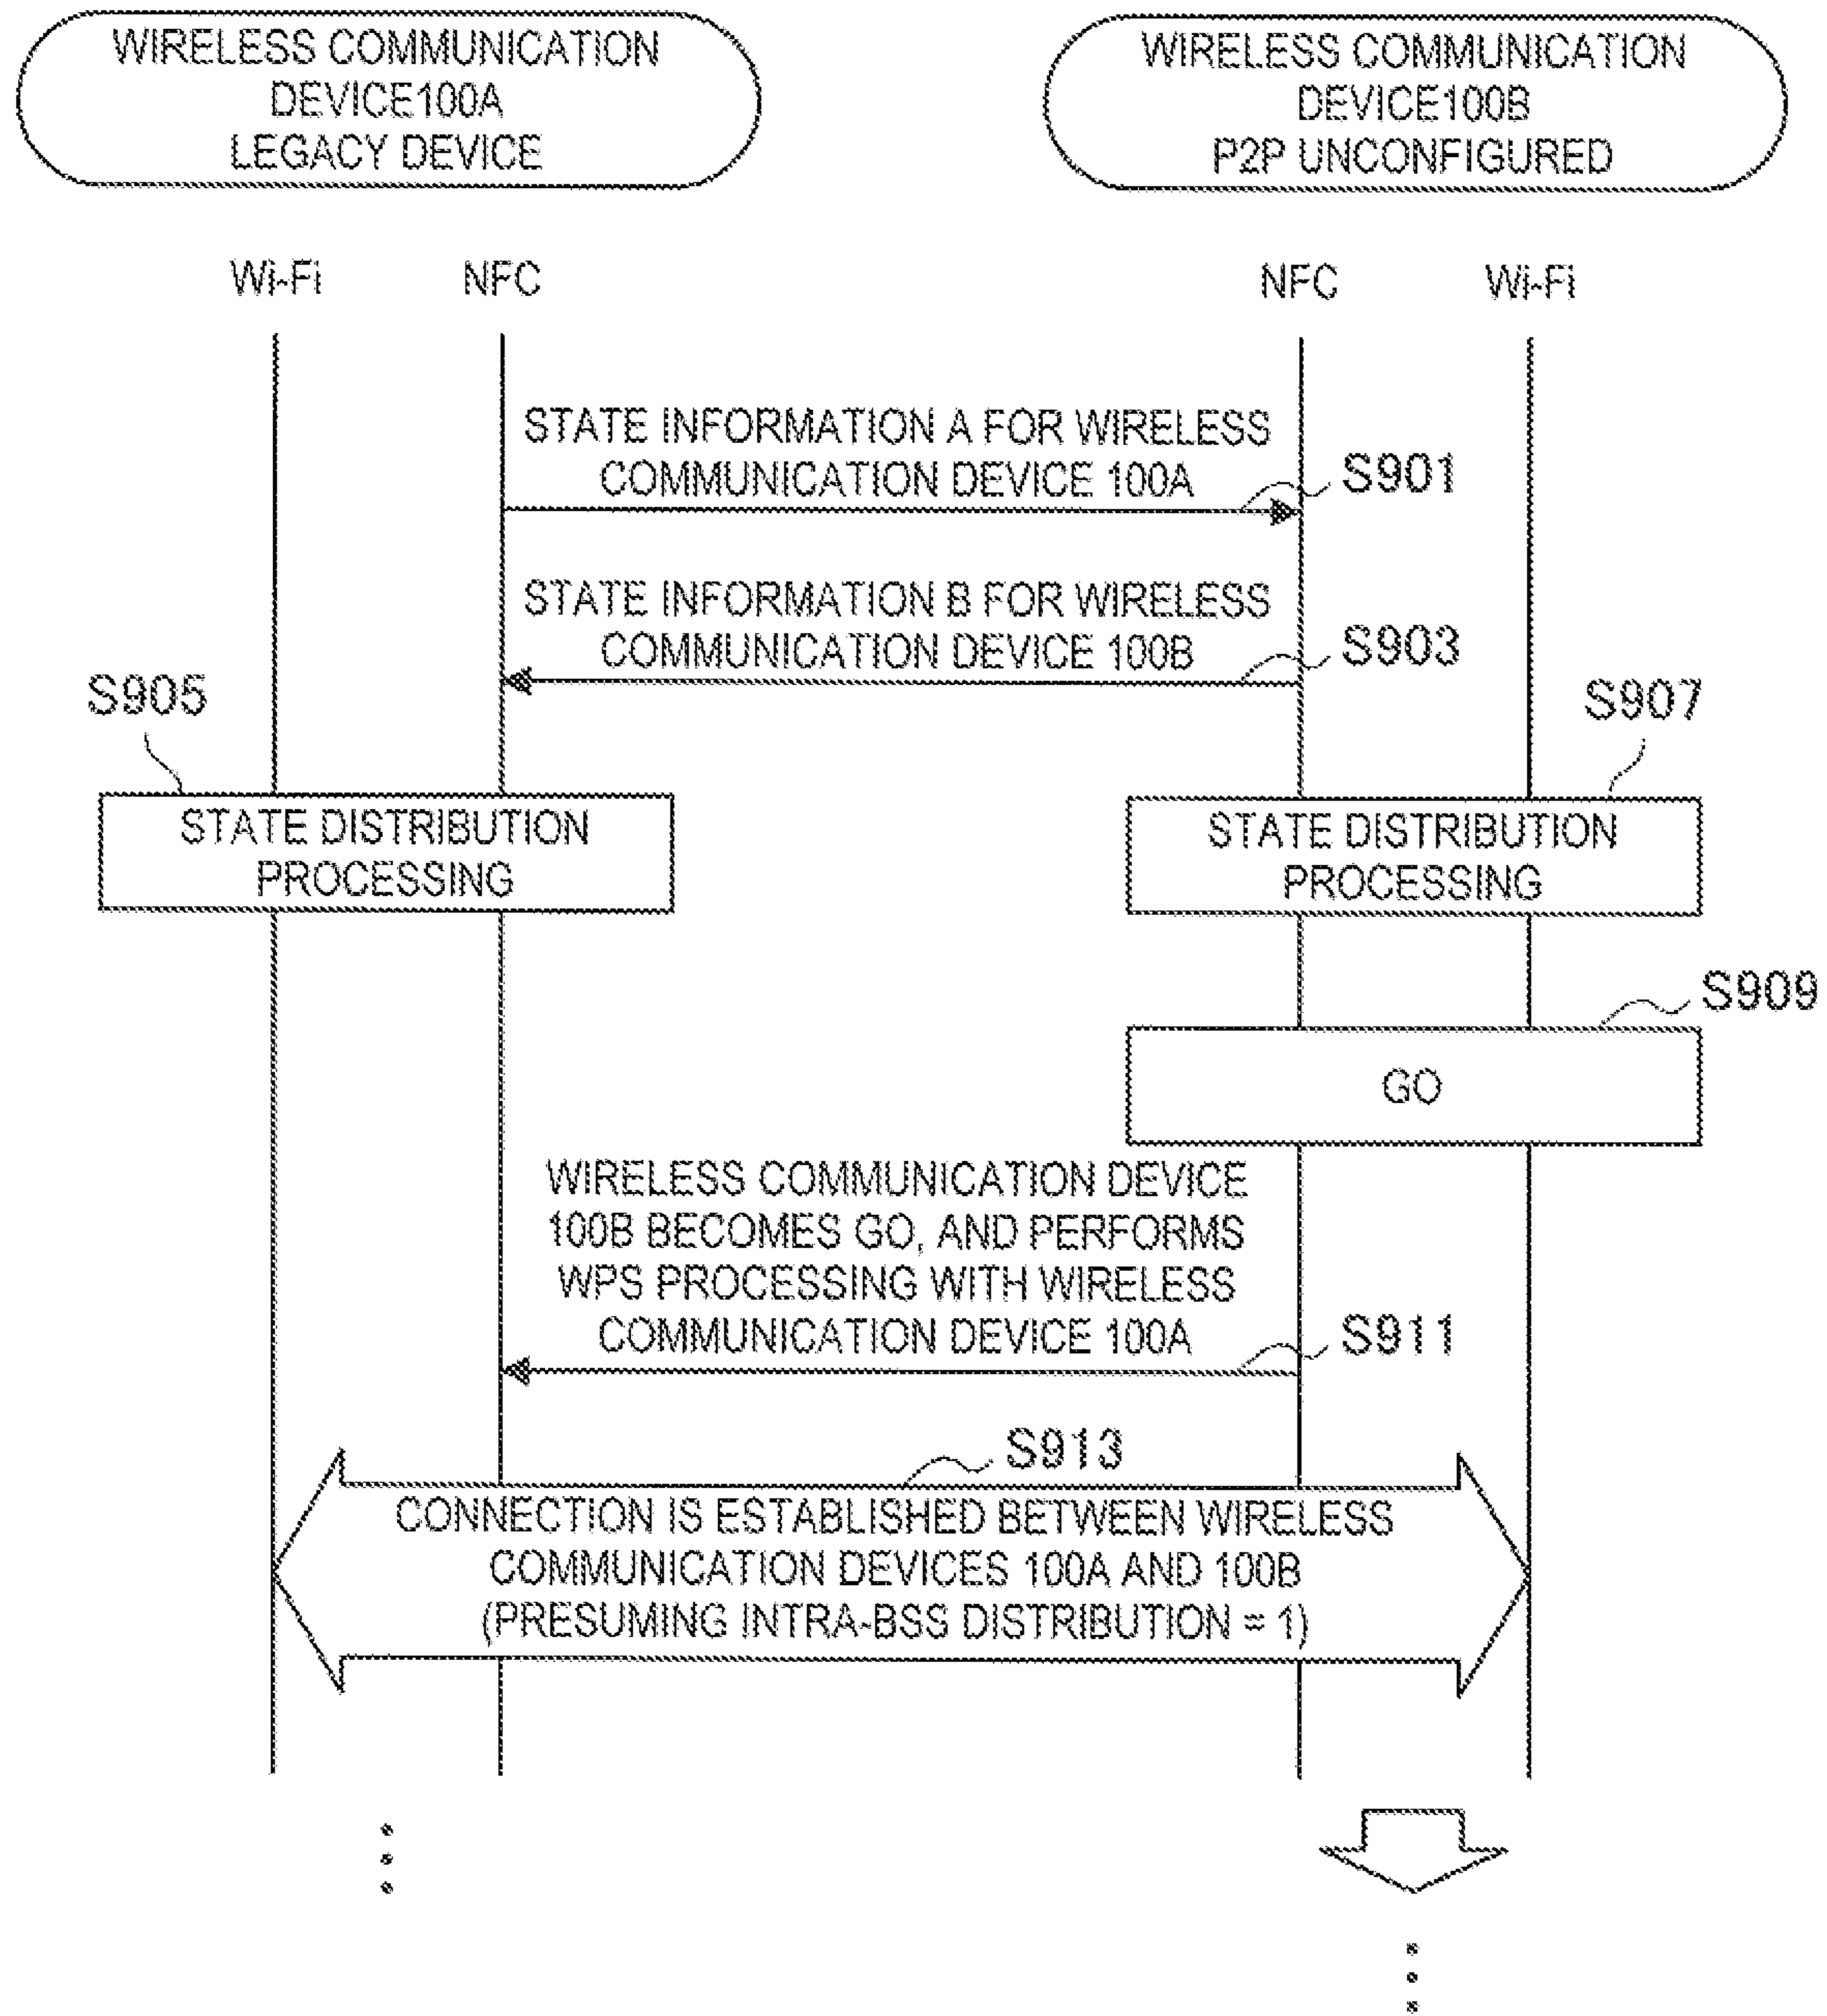 WIRELESS COMMUNICATION
DEVICE100A
LEGACY DEVICE
WIRELESS COMMUNICATION
DEVICE100B
P2P UNCONFIGURED
Wi-Fi
NFC
NFC
Wi-Fi
STATE INFORMATION A FOR WIRELESS
COMMUNICATION DEVICE 100A
S901
STATE INFORMATION B FOR WIRELESS
COMMUNICATION DEVICE 100B
S903
S905
S907
STATE DISTRIBUTION
PROCESSING
STATE DISTRIBUTION
PROCESSING
S909
GO
WIRELESS COMMUNICATION DEVICE
100B BECOMES GO, AND PERFORMS
WPS PROCESSING WITH WIRELESS
COMMUNICATION DEVICE 100A
S911
S913
CONNECTION IS ESTABLISHED BETWEEN WIRELESS
COMMUNICATION DEVICES 100A AND 100B
(PRESUMING INTRA-BSS DISTRIBUTION = 1)